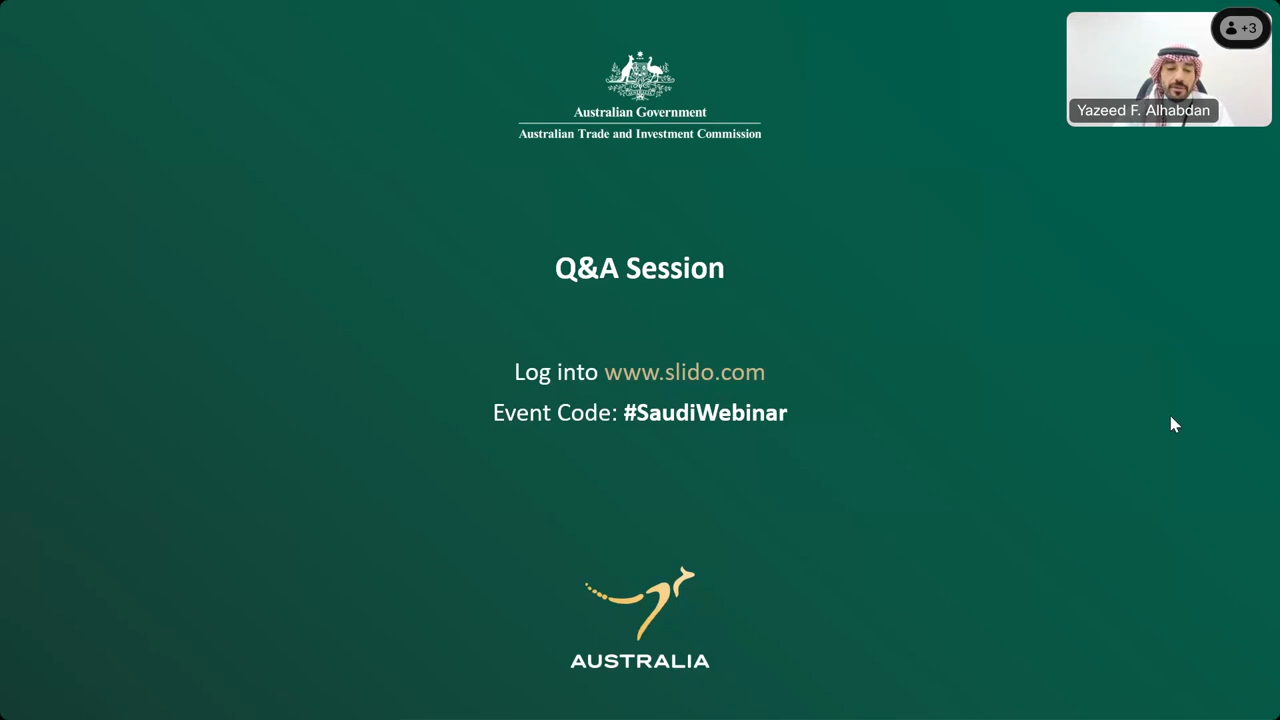 +3
Yazeed F. Alhabdan
Australian Government
Australian Trade and Investment Commission
Q&A Session
Log into www.slido.com
Event Code: #SaudiWebinar
AUSTRALIA